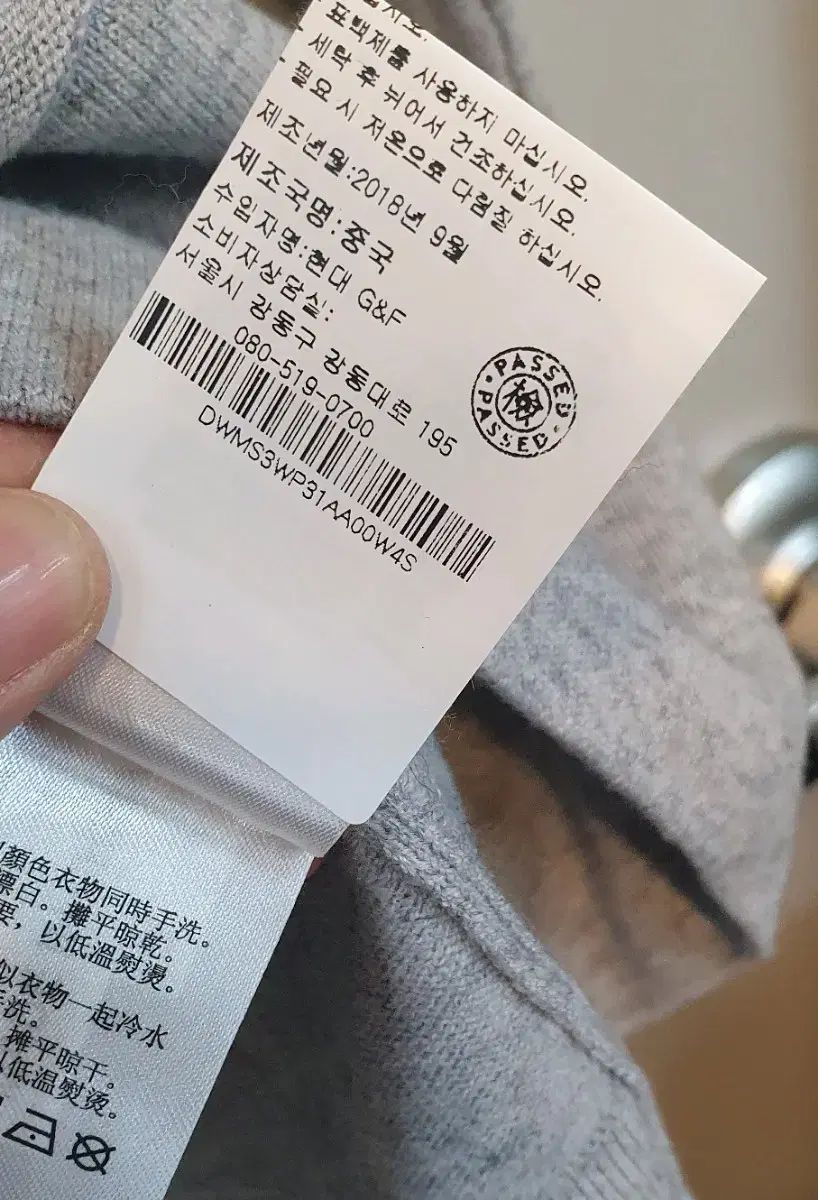 십시오.
표백제를 사용하지 마십시오.
- 세탁 후 뉘어서 건조하십시오.
- 필요 시 저온으로 다림질 하십시오.
제조년월:2018년 9월
제조국명:중국
수입자명:현대 G&F
소비자상담실:
서울시 강동구 강동대로 195
080-519-0700
DWMS3WP31AA00W4S
PASSED
檢
PASSED
顏色衣物同時手洗。
漂白。攤平晾乾。
要，以低溫熨燙。
似衣物一起冷水
手洗。
攤平晾干。
以低温熨烫。